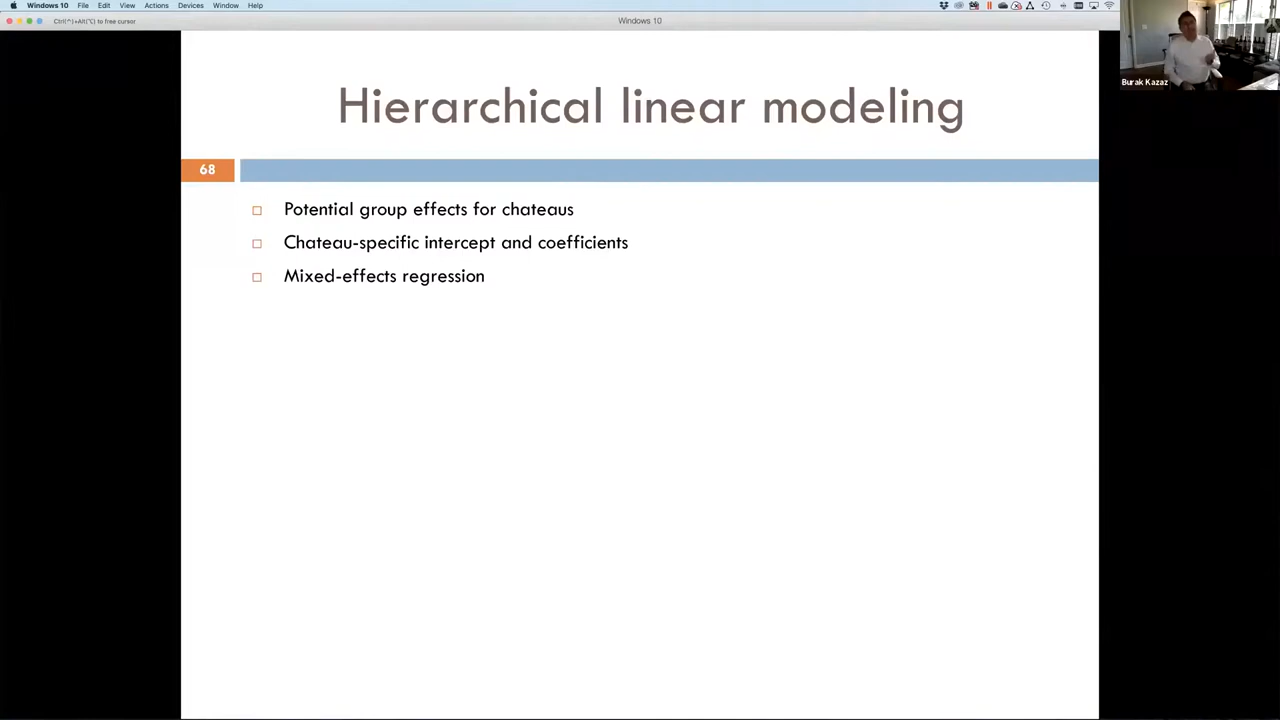 Windows 10 File Edit View Actions Devices Window Help
Ctrl(^)+Alt(⌥) to free cursor
Windows 10
Hierarchical linear modeling
68
Potential group effects for chateaus
Chateau-specific intercept and coefficients
Mixed-effects regression
Burak Kazaz